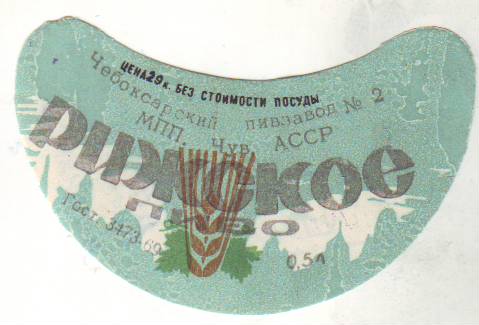 ЦЕНА 29 к. БЕЗ СТОИМОСТИ ПОСУДЫ
Чебоксарский пивзавод № 2
МПП. Чув. АССР
РИЖСКОЕ
ПИВО
Гост. 3473-69
0,5 л